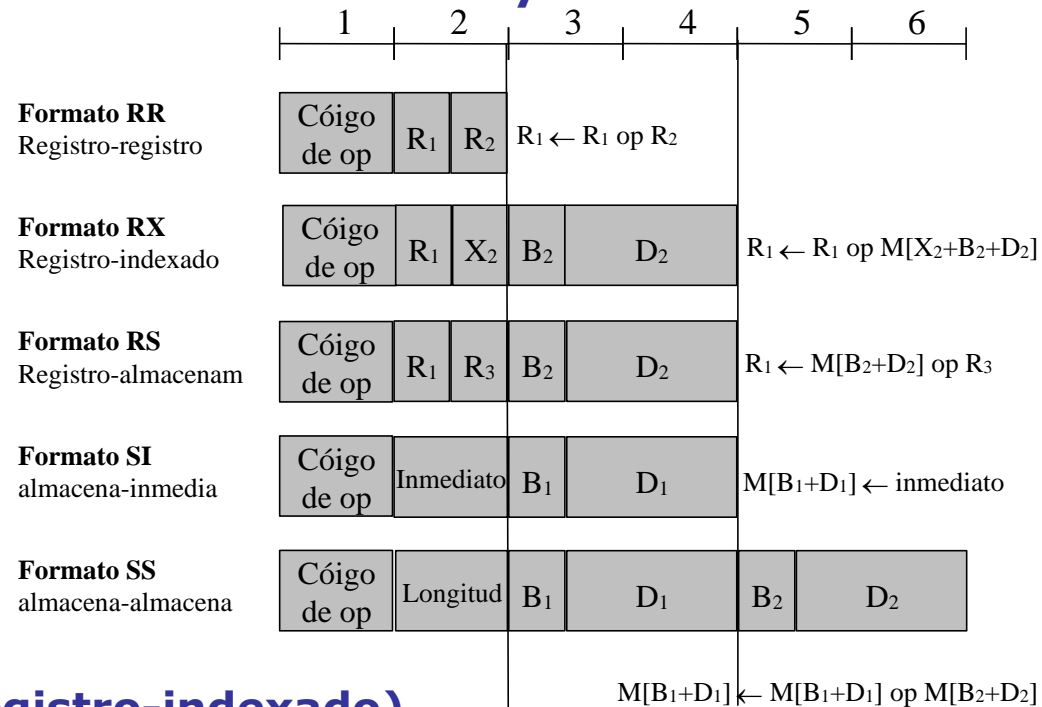 1 2 3 4 5 6
Formato RR
Registro-registro
Cóigo de op R1 R2 R1 ← R1 op R2
Formato RX
Registro-indexado
Cóigo de op R1 X2 B2 D2 R1 ← R1 op M[X2+B2+D2]
Formato RS
Registro-almacenam
Cóigo de op R1 R3 B2 D2 R1 ← M[B2+D2] op R3
Formato SI
almacena-inmedia
Cóigo de op Inmediato B1 D1 M[B1+D1] ← inmediato
Formato SS
almacena-almacena
Cóigo de op Longitud B1 D1 B2 D2
M[B1+D1] ← M[B1+D1] op M[B2+D2]
gistro-indexado)